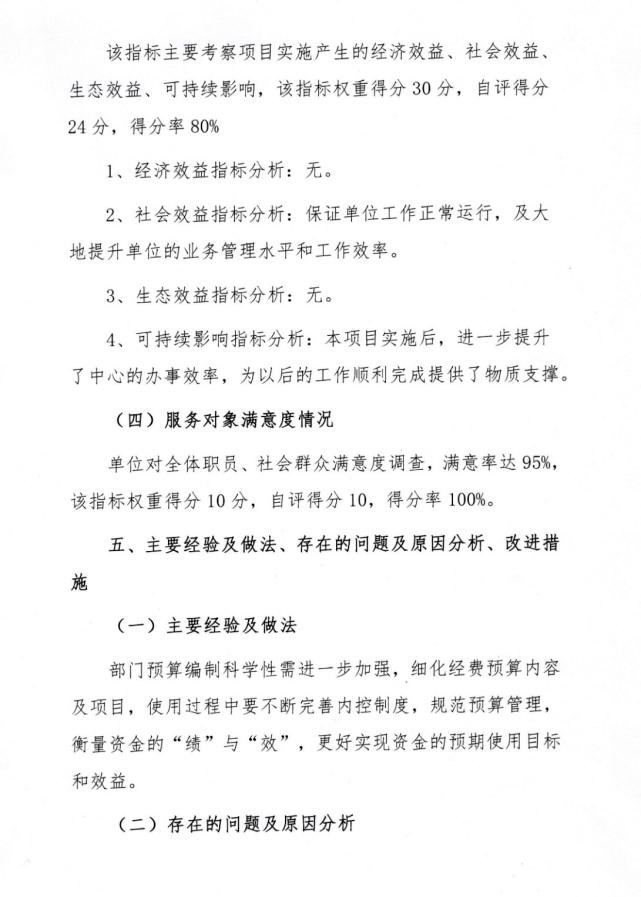 该指标主要考察项目实施产生的经济效益、社会效益、
生态效益、可持续影响，该指标权重得分 30 分，自评得分
24 分，得分率 80%
1、经济效益指标分析：无。
2、社会效益指标分析：保证单位工作正常运行，及大
地提升单位的业务管理水平和工作效率。
3、生态效益指标分析：无。
4、可持续影响指标分析：本项目实施后，进一步提升
了中心的办事效率，为以后的工作顺利完成提供了物质支撑。
（四）服务对象满意度情况
单位对全体职员、社会群众满意度调查，满意率达 95%，
该指标权重得分 10 分，自评得分 10，得分率 100%。
五、主要经验及做法、存在的问题及原因分析、改进措
施
（一）主要经验及做法
部门预算编制科学性需进一步加强，细化经费预算内容
及项目，使用过程中要不断完善内控制度，规范预算管理，
衡量资金的“绩”与“效”，更好实现资金的预期使用目标
和效益。
（二）存在的问题及原因分析